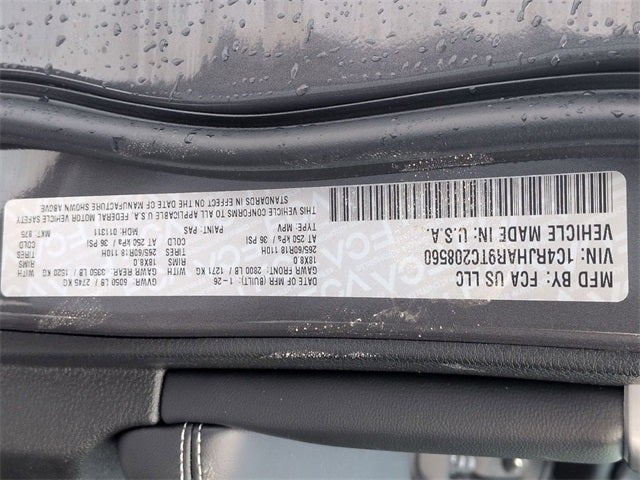 MFD BY: FCA US LLC
DATE OF MFR (BUILT): 1-26
GVWR: 6050 LB / 2745 KG
GAWR FRONT: 2800 LB / 1271 KG
GAWR REAR: 3350 LB / 1520 KG
18X8.0 RIMS
18X8.0 RIMS
265/60R18 110H TIRES
265/60R18 110H TIRES
AT 250 kPa / 36 PSI COLD
AT 250 kPa / 36 PSI COLD
VIN: 1C4RJHAR9TC208560
TYPE: MPV
PAINT: PAS
MDH: 011311
MKT: 975
VEHICLE MADE IN: U.S.A.
THIS VEHICLE CONFORMS TO ALL APPLICABLE U.S.A. FEDERAL MOTOR VEHICLE SAFETY
STANDARDS IN EFFECT ON THE DATE OF MANUFACTURE SHOWN ABOVE